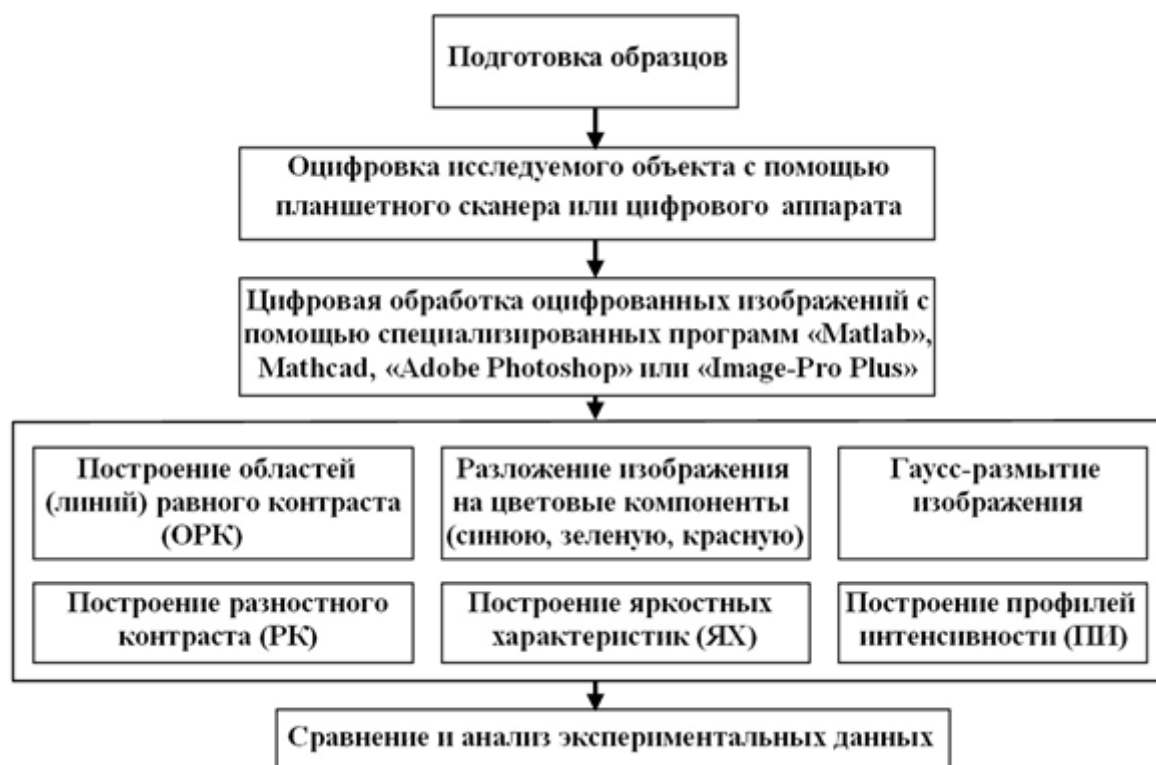 Подготовка образцов
Оцифровка исследуемого объекта с помощью
планшетного сканера или цифрового аппарата
Цифровая обработка оцифрованных изображений с
помощью специализированных программ «Matlab»,
Mathcad, «Adobe Photoshop» или «Image-Pro Plus»
Построение областей
(линий) равного контраста
(ОРК)
Разложение изображения
на цветовые компоненты
(синюю, зеленую, красную)
Гаусс-размытие
изображения
Построение разностного
контраста (РК)
Построение яркостных
характеристик (ЯХ)
Построение профилей
интенсивности (ПИ)
Сравнение и анализ экспериментальных данных